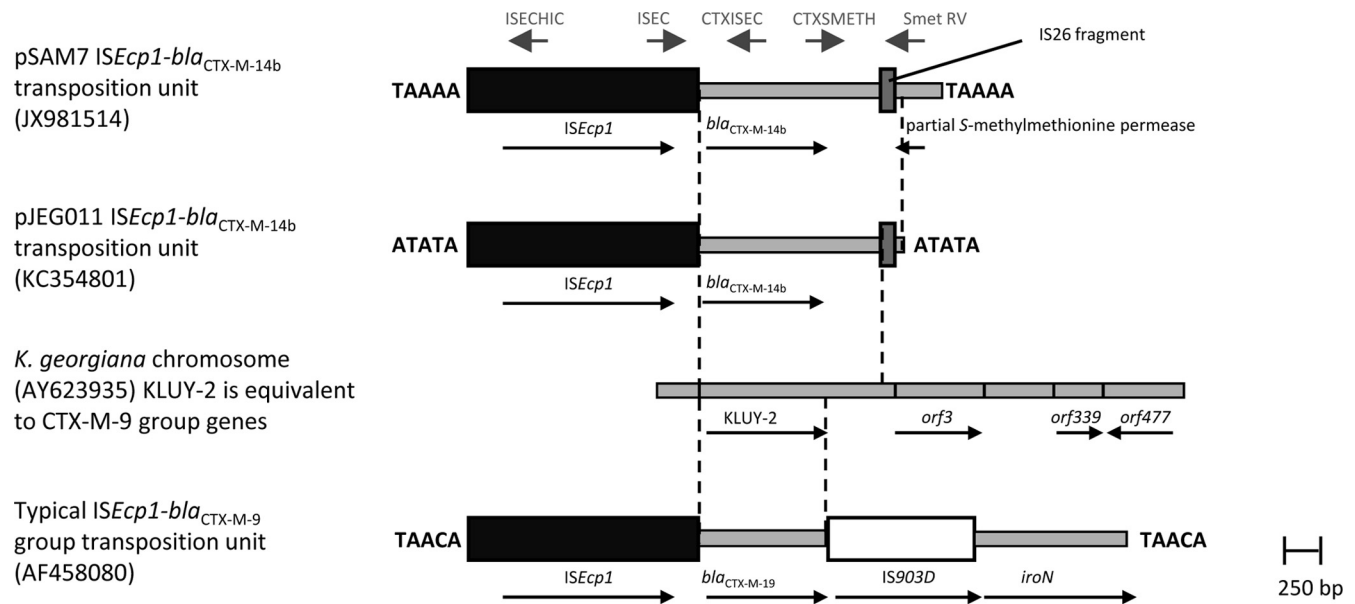 ISECHIC ISEC CTXISEC CTXSMETH Smet RV
IS26 fragment
pSAM7 ISEcp1-blaCTX-M-14b
transposition unit
(JX981514)
TAAAA TAAAA
ISEcp1 blaCTX-M-14b partial S-methylmethionine permease
pJEG011 ISEcp1-blaCTX-M-14b
transposition unit
(KC354801)
ATATA ATATA
ISEcp1 blaCTX-M-14b
K. georgiana chromosome
(AY623935) KLUY-2 is equivalent
to CTX-M-9 group genes
KLUY-2 orf3 orf339 orf477
Typical ISEcp1-blaCTX-M-9
group transposition unit
(AF458080)
TAACA TAACA
ISEcp1 blaCTX-M-19 IS903D iroN
250 bp